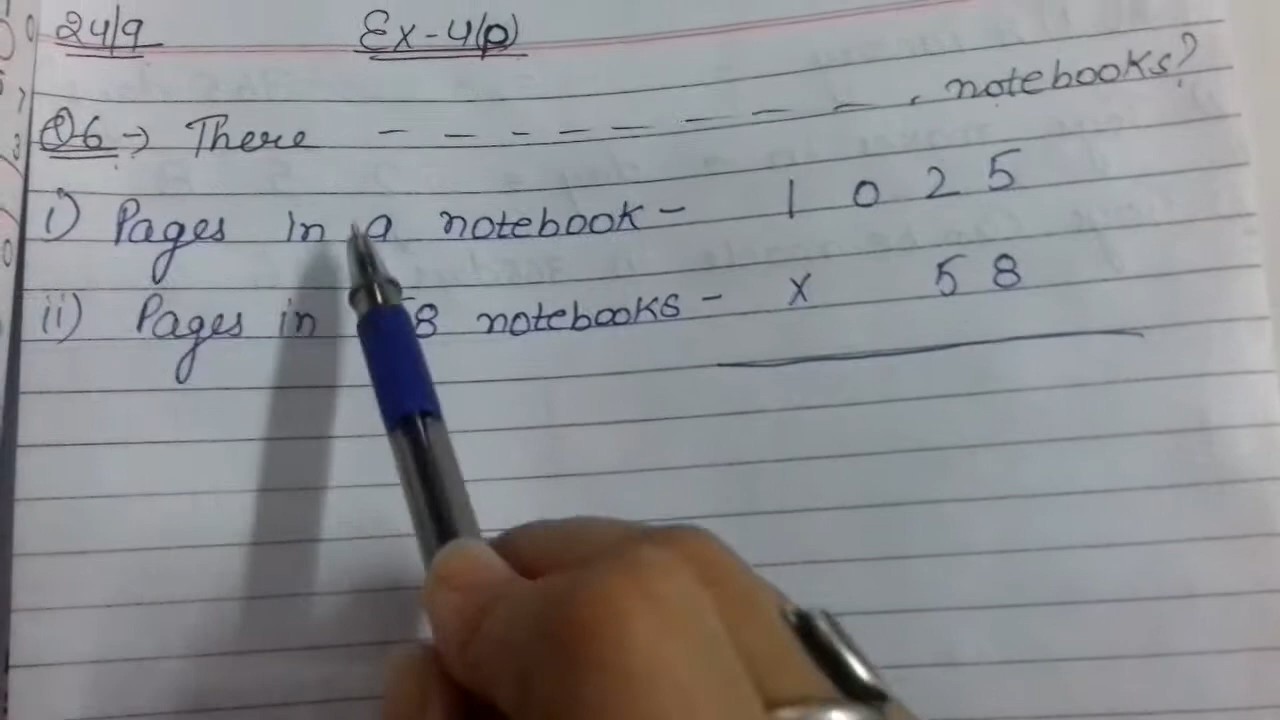 24/9 Ex-4(D)
Q6→ There - - - - - - - - . notebooks?
i) Pages in a notebook - 1 0 2 5
ii) Pages in 58 notebooks - x 5 8